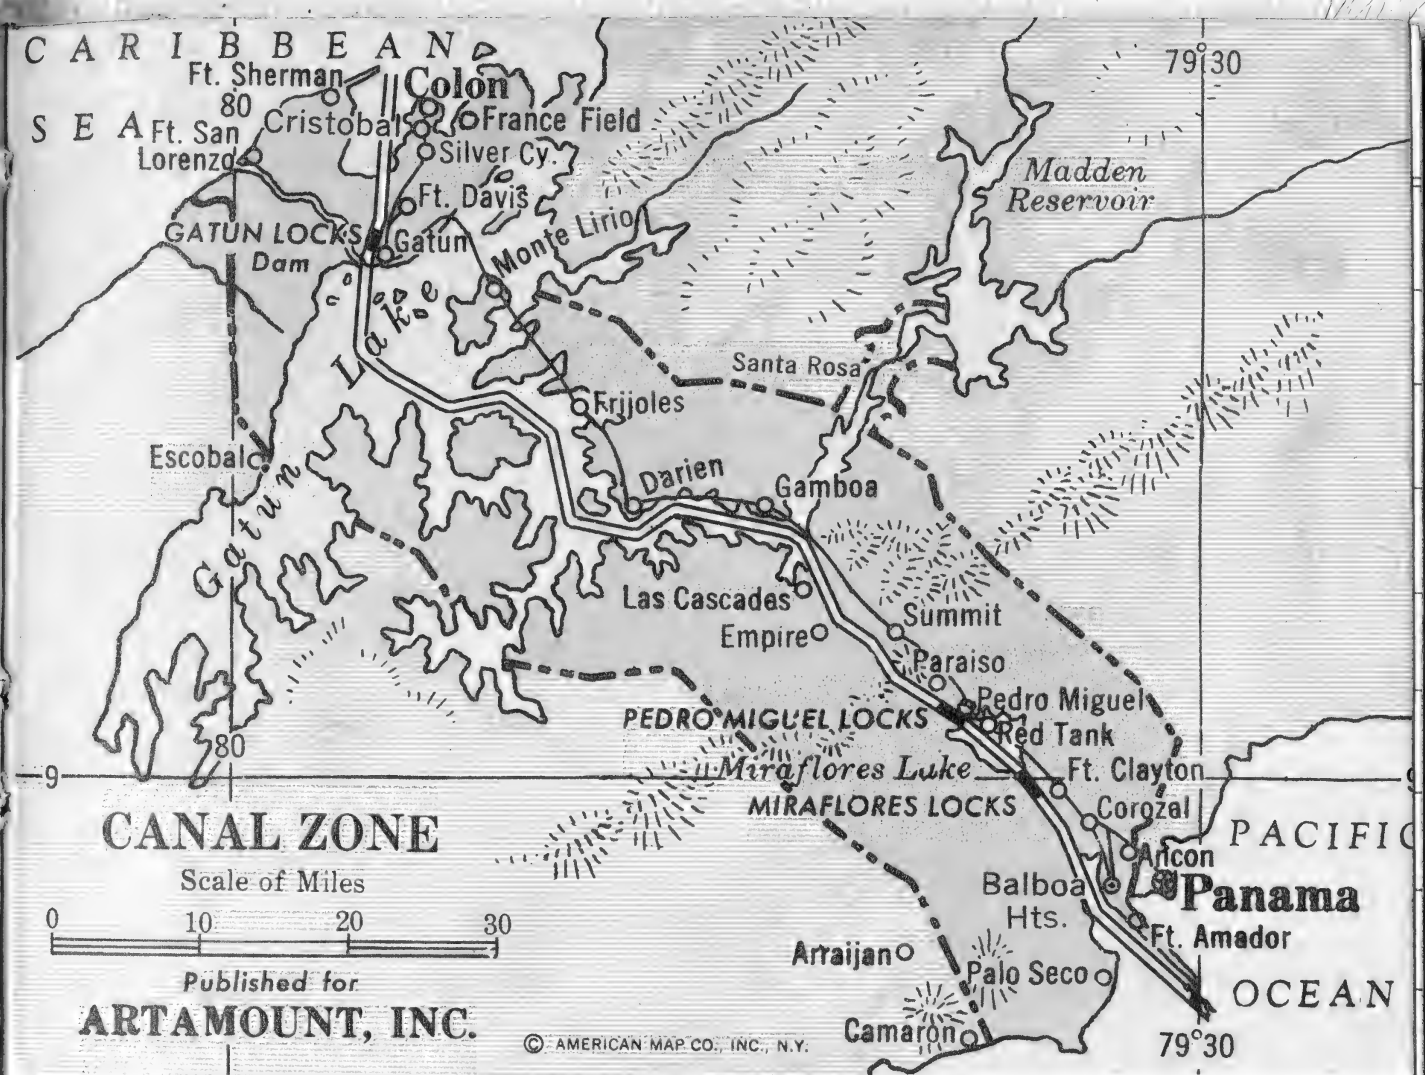 CARIBBEAN
SEA
79°30
Ft. Sherman
Colon
80
Cristobal
France Field
Ft. San
Lorenzo
Silver Cy.
Madden
Reservoir
Ft. Davis
GATUN LOCKS
Gatun
Monte Lirio
Dam
Lake
Santa Rosa
Frijoles
Escobal
Gatun
Darien
Gamboa
Las Cascades
Summit
Empire
Paraiso
Pedro Miguel
PEDRO MIGUEL LOCKS
Red Tank
80
9
Miraflores Lake
Ft. Clayton
9
MIRAFLORES LOCKS
Corozal
CANAL ZONE
PACIFIC
Ancon
Scale of Miles
Balboa
Hts.
Panama
0 10 20 30
Ft. Amador
Arraijan
Palo Seco
Published for
OCEAN
ARTAMOUNT, INC.
Camaron
© AMERICAN MAP CO., INC., N.Y.
79°30